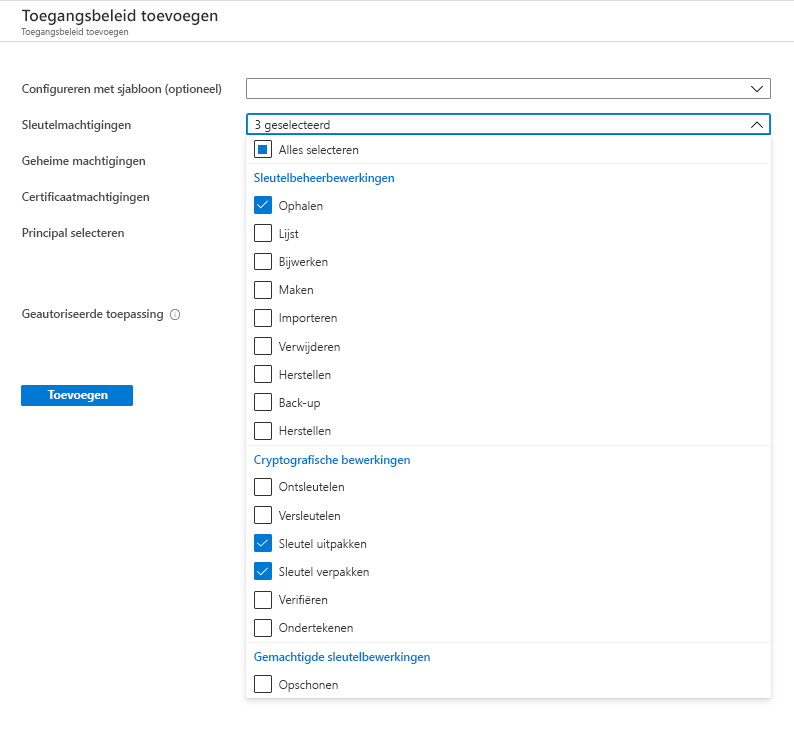 Toegangsbeleid toevoegen
Toegangsbeleid toevoegen
Configureren met sjabloon (optioneel)
Sleutelmachtigingen
3 geselecteerd
Alles selecteren
Geheime machtigingen
Sleutelbeheerbewerkingen
Certificaatmachtigingen
Ophalen
Principal selecteren
Lijst
Bijwerken
Maken
Geautoriseerde toepassing
Importeren
Verwijderen
Herstellen
Toevoegen
Back-up
Herstellen
Cryptografische bewerkingen
Ontsleutelen
Versleutelen
Sleutel uitpakken
Sleutel verpakken
Verifiëren
Ondertekenen
Gemachtigde sleutelbewerkingen
Opschonen